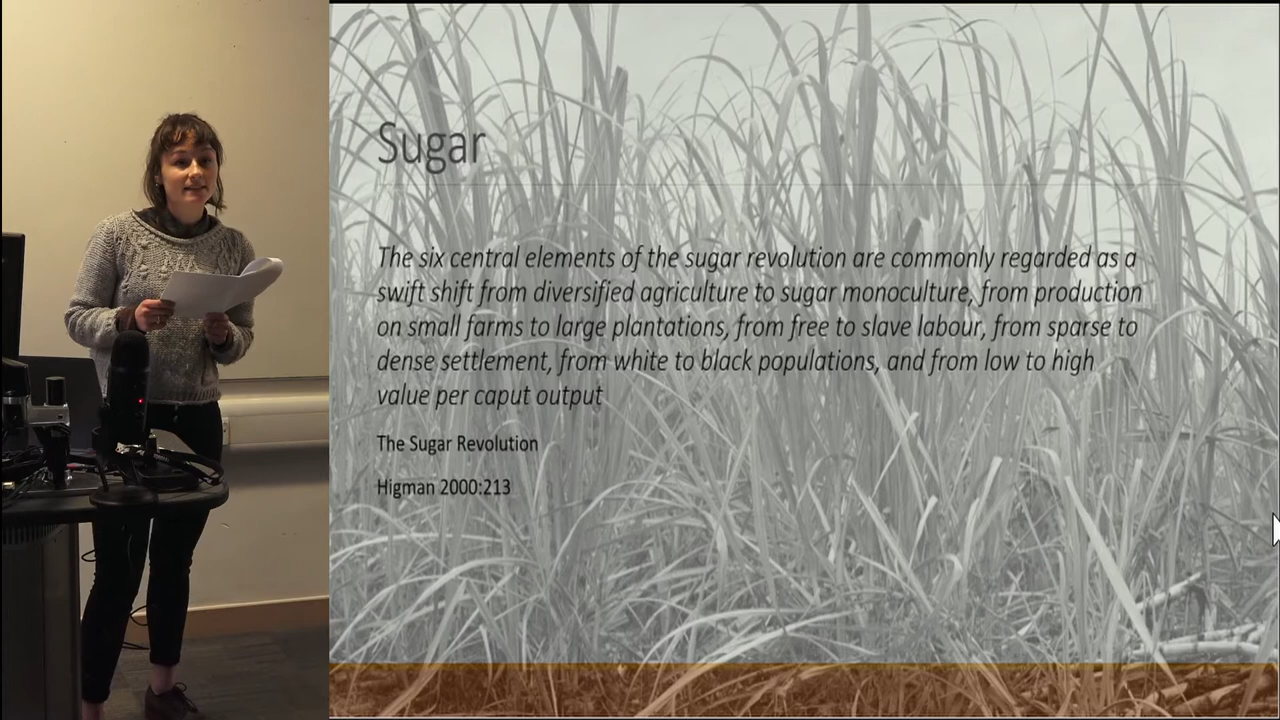 Sugar
The six central elements of the sugar revolution are commonly regarded as a
swift shift from diversified agriculture to sugar monoculture, from production
on small farms to large plantations, from free to slave labour, from sparse to
dense settlement, from white to black populations, and from low to high
value per caput output
The Sugar Revolution
Higman 2000:213